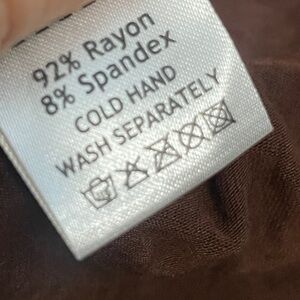 92% Rayon
8% Spandex
COLD HAND
WASH SEPARATELY